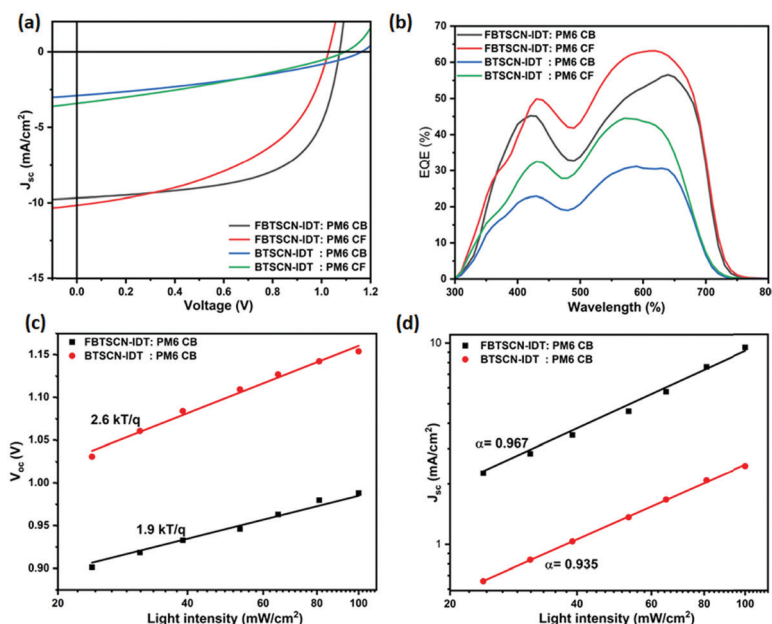 (a)
5
0
-5
-10
-15
J_sc (mA/cm²)
0.0 0.2 0.4 0.6 0.8 1.0 1.2
Voltage (V)
FBTSCN-IDT: PM6 CB
FBTSCN-IDT: PM6 CF
BTSCN-IDT : PM6 CB
BTSCN-IDT : PM6 CF
(b)
70
60
50
40
30
20
10
0
EQE (%)
300 400 500 600 700 80
Wavelength (%)
FBTSCN-IDT: PM6 CB
FBTSCN-IDT: PM6 CF
BTSCN-IDT : PM6 CB
BTSCN-IDT : PM6 CF
(c)
FBTSCN-IDT: PM6 CB
BTSCN-IDT : PM6 CB
1.15
1.10
1.05
1.00
0.95
0.90
V_oc (V)
2.6 kT/q
1.9 kT/q
20 40 60 80 100
Light intensity (mW/cm²)
(d)
FBTSCN-IDT: PM6 CB
BTSCN-IDT : PM6 CB
10
1
J_sc (mA/cm²)
α= 0.967
α= 0.935
20 40 60 80 100
Light intensity (mW/cm²)